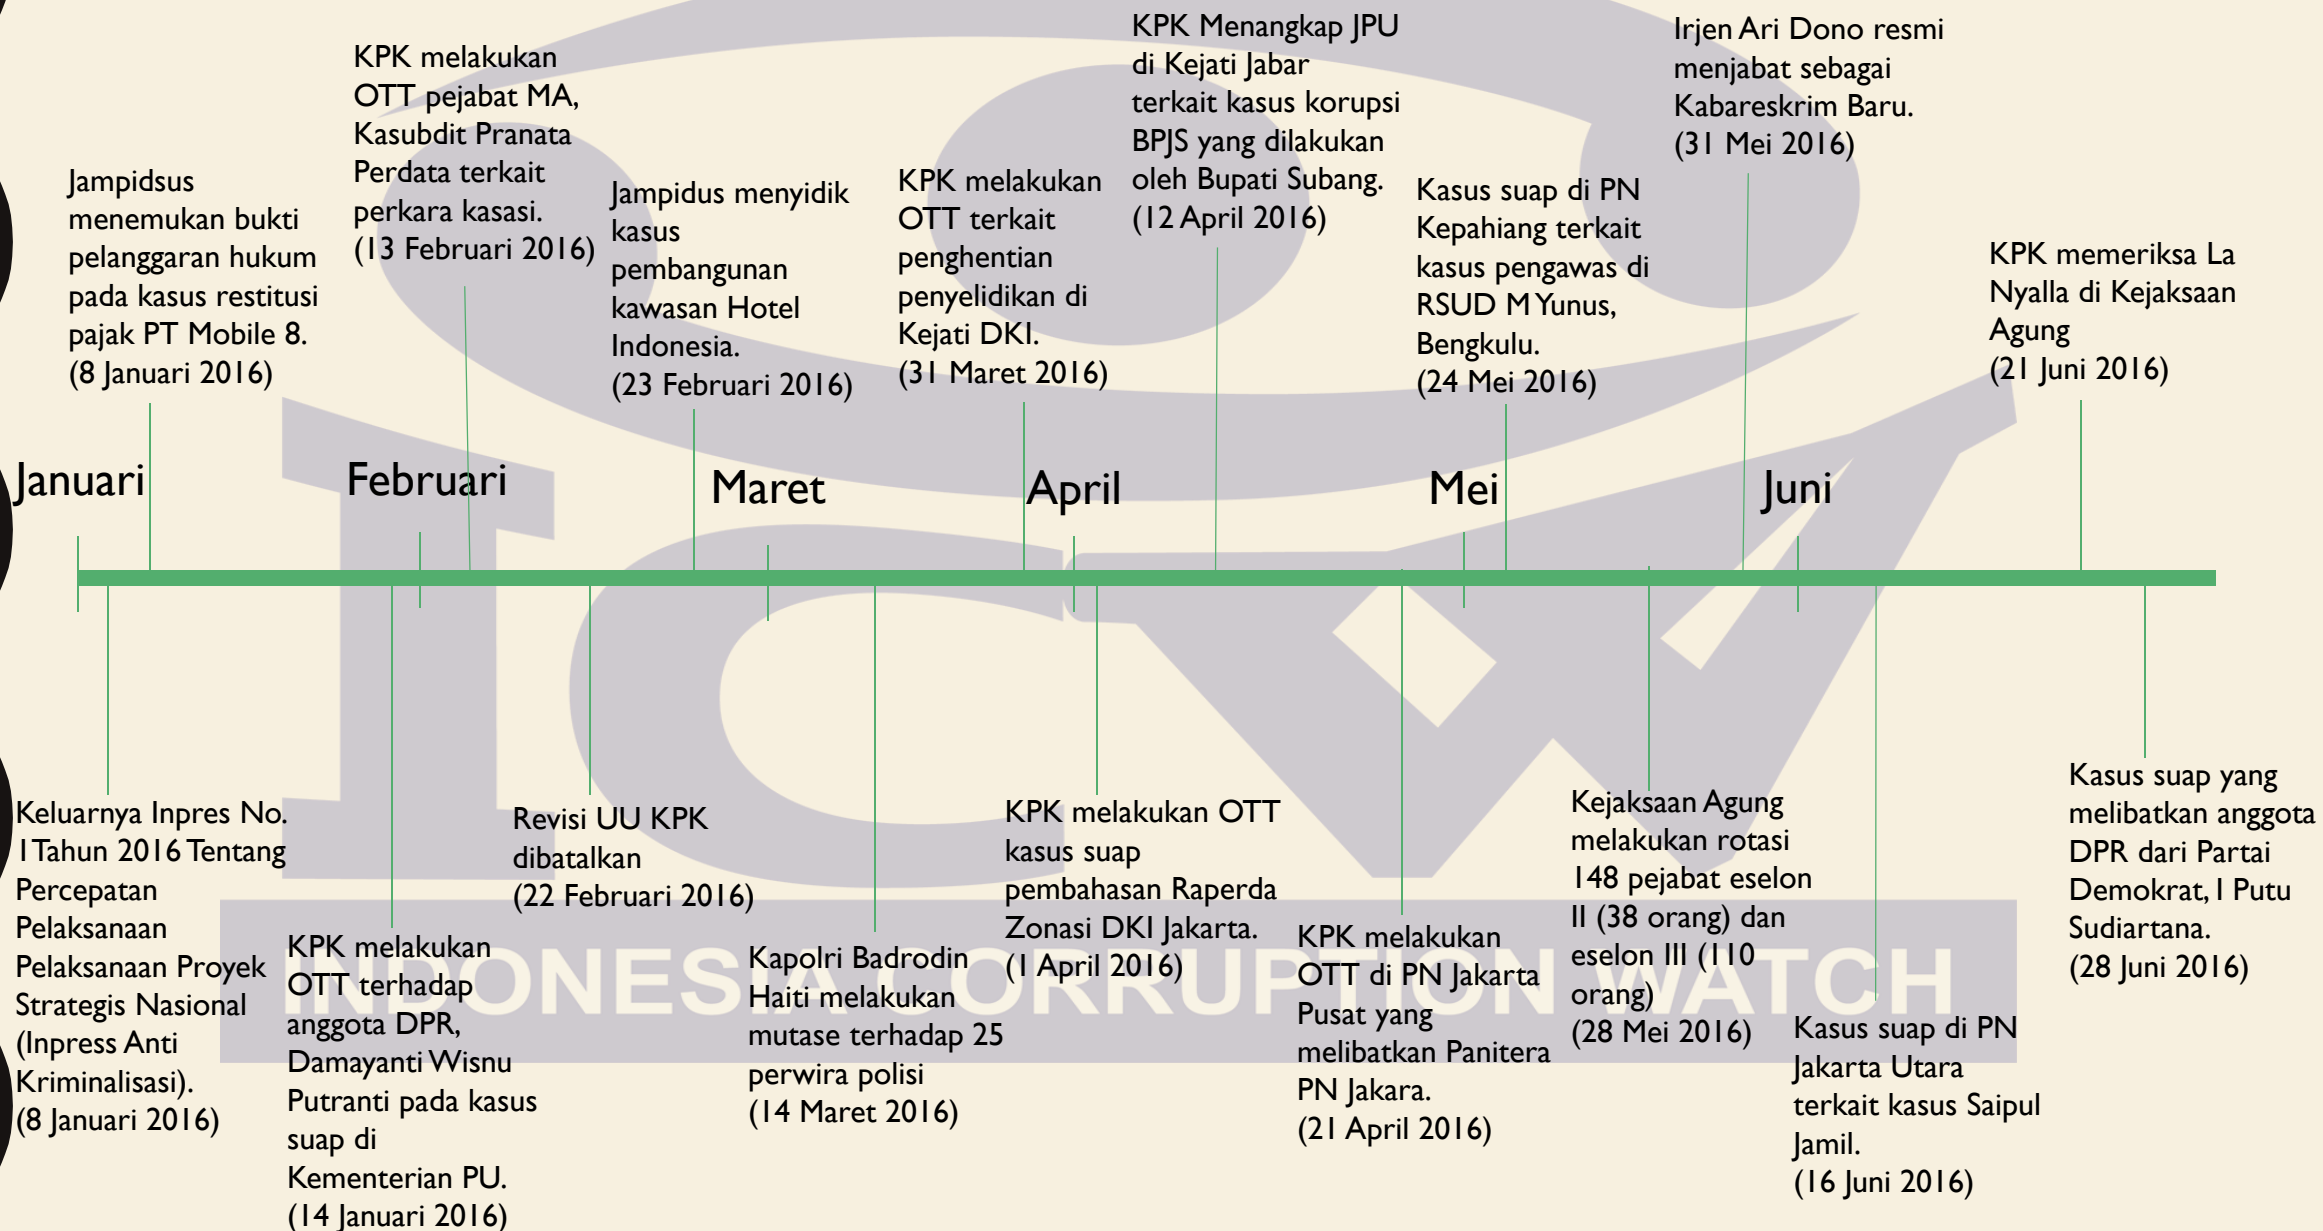 Jampidsus
menemukan bukti
pelanggaran hukum
pada kasus restitusi
pajak PT Mobile 8.
(8 Januari 2016)
KPK melakukan
OTT pejabat MA,
Kasubdit Pranata
Perdata terkait
perkara kasasi.
(13 Februari 2016)
Jampidus menyidik
kasus
pembangunan
kawasan Hotel
Indonesia.
(23 Februari 2016)
KPK melakukan
OTT terkait
penghentian
penyelidikan di
Kejati DKI.
(31 Maret 2016)
KPK Menangkap JPU
di Kejati Jabar
terkait kasus korupsi
BPJS yang dilakukan
oleh Bupati Subang.
(12 April 2016)
Kasus suap di PN
Kepahiang terkait
kasus pengawas di
RSUD M Yunus,
Bengkulu.
(24 Mei 2016)
Irjen Ari Dono resmi
menjabat sebagai
Kabareskrim Baru.
(31 Mei 2016)
KPK memeriksa La
Nyalla di Kejaksaan
Agung
(21 Juni 2016)
Januari
Februari
Maret
April
Mei
Juni
Keluarnya Inpres No.
1Tahun 2016 Tentang
Percepatan
Pelaksanaan
Pelaksanaan Proyek
Strategis Nasional
(Inpress Anti
Kriminalisasi).
(8 Januari 2016)
KPK melakukan
OTT terhadap
anggota DPR,
Damayanti Wisnu
Putranti pada kasus
suap di
Kementerian PU.
(14 Januari 2016)
Revisi UU KPK
dibatalkan
(22 Februari 2016)
Kapolri Badrodin
Haiti melakukan
mutase terhadap 25
perwira polisi
(14 Maret 2016)
KPK melakukan OTT
kasus suap
pembahasan Raperda
Zonasi DKI Jakarta.
(1 April 2016)
KPK melakukan
OTT di PN Jakarta
Pusat yang
melibatkan Panitera
PN Jakara.
(21 April 2016)
Kejaksaan Agung
melakukan rotasi
148 pejabat eselon
II (38 orang) dan
eselon III (110
orang)
(28 Mei 2016)
Kasus suap di PN
Jakarta Utara
terkait kasus Saipul
Jamil.
(16 Juni 2016)
Kasus suap yang
melibatkan anggota
DPR dari Partai
Demokrat, I Putu
Sudiartana.
(28 Juni 2016)
ICW
INDONESIA CORRUPTION WATCH